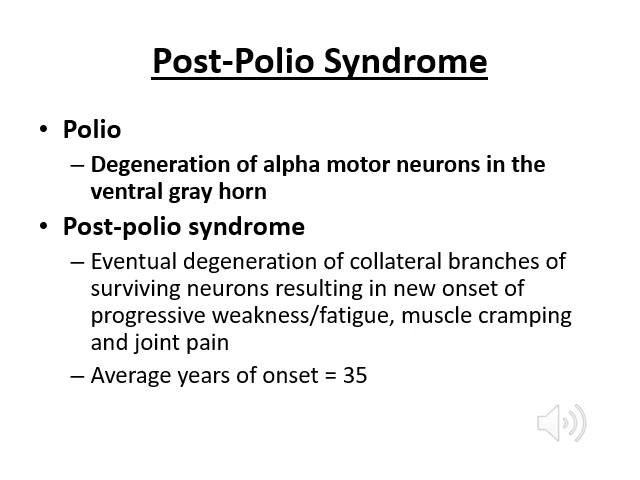 Post-Polio Syndrome
• Polio
– Degeneration of alpha motor neurons in the
ventral gray horn
• Post-polio syndrome
– Eventual degeneration of collateral branches of
surviving neurons resulting in new onset of
progressive weakness/fatigue, muscle cramping
and joint pain
– Average years of onset = 35